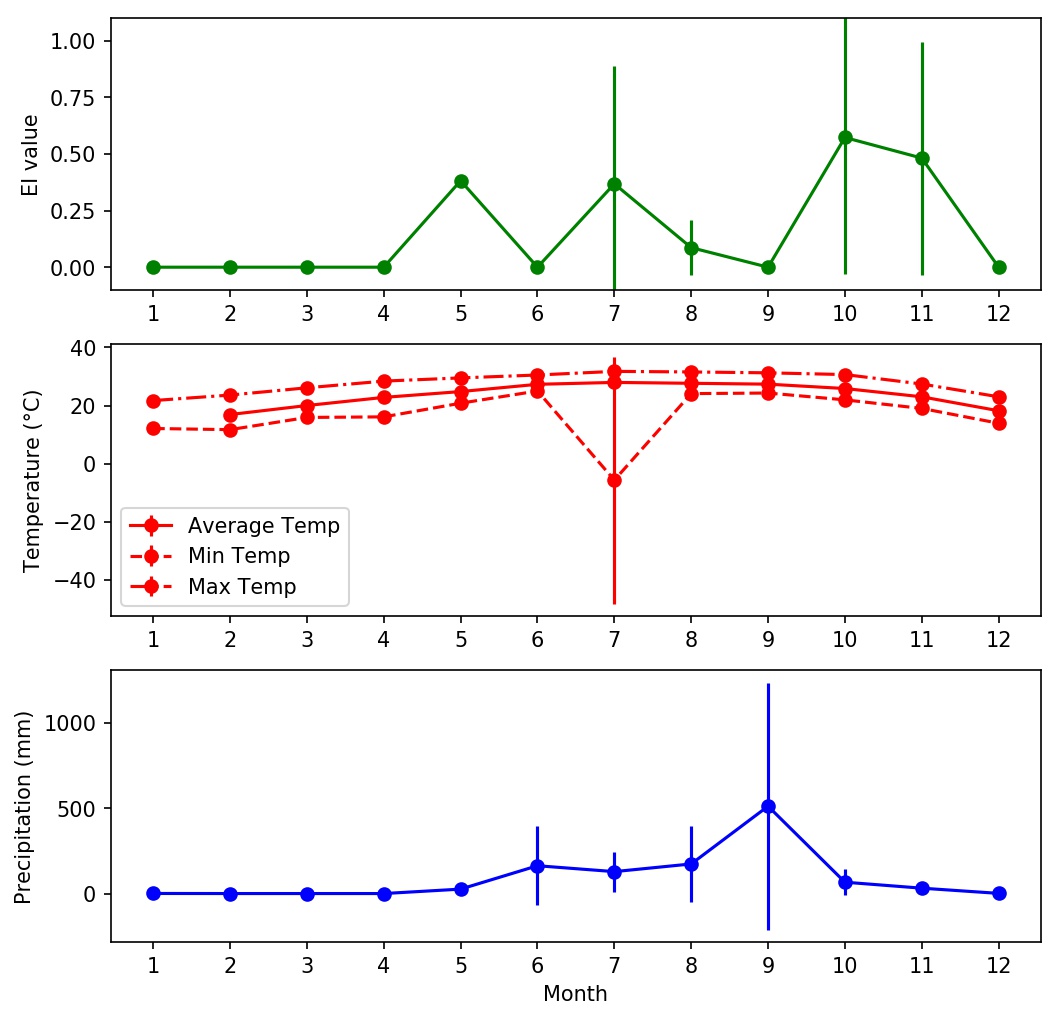 EI value
1.00
0.75
0.50
0.25
0.00
1 2 3 4 5 6 7 8 9 10 11 12
Temperature (°C)
40
20
0
−20
−40
Average Temp
Min Temp
Max Temp
1 2 3 4 5 6 7 8 9 10 11 12
Precipitation (mm)
1000
500
0
1 2 3 4 5 6 7 8 9 10 11 12
Month